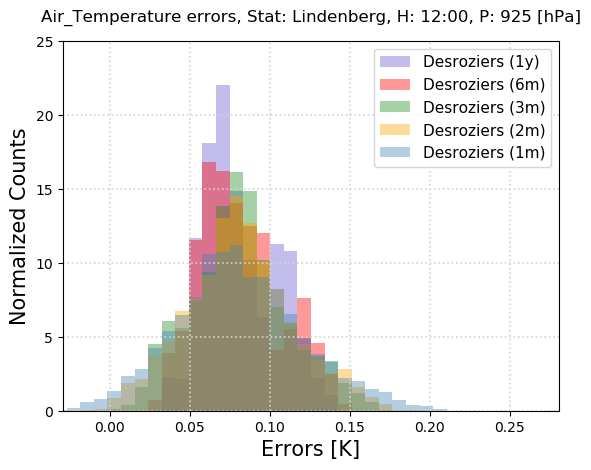 Air_Temperature errors, Stat: Lindenberg, H: 12:00, P: 925 [hPa]
25
20
15
10
5
0
Normalized Counts
Desroziers (1y)
Desroziers (6m)
Desroziers (3m)
Desroziers (2m)
Desroziers (1m)
0.00 0.05 0.10 0.15 0.20 0.25
Errors [K]